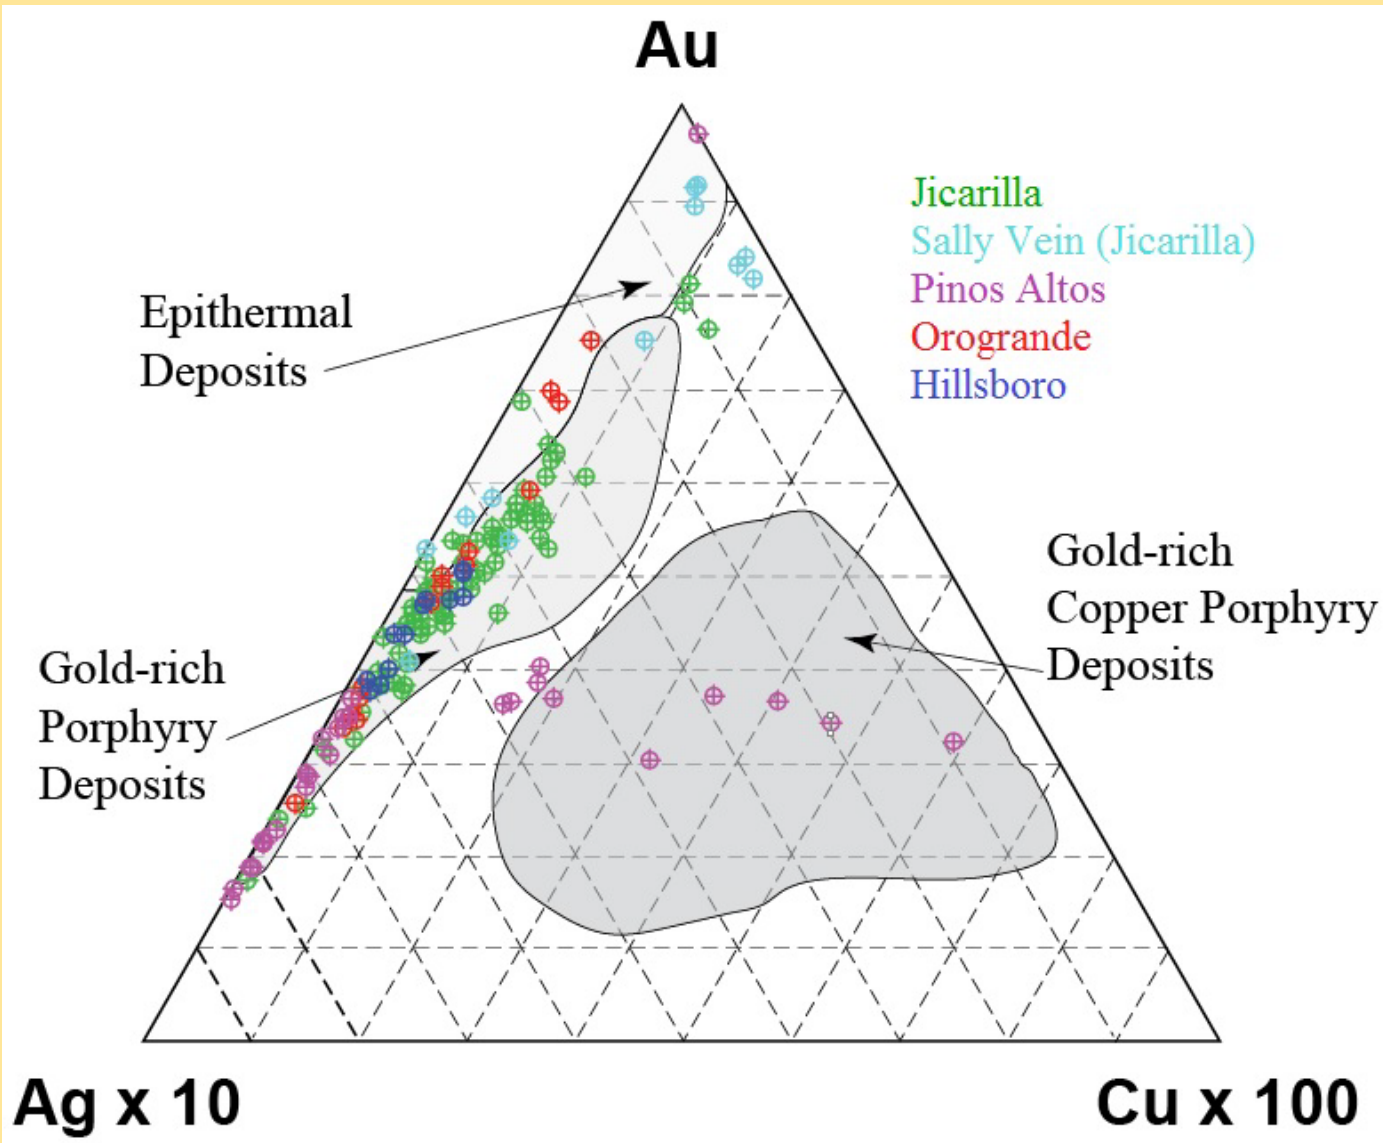 Au
Jicarilla
Sally Vein (Jicarilla)
Pinos Altos
Orogrande
Hillsboro
Epithermal
Deposits
Gold-rich
Copper Porphyry
Deposits
Gold-rich
Porphyry
Deposits
Ag x 10
Cu x 100